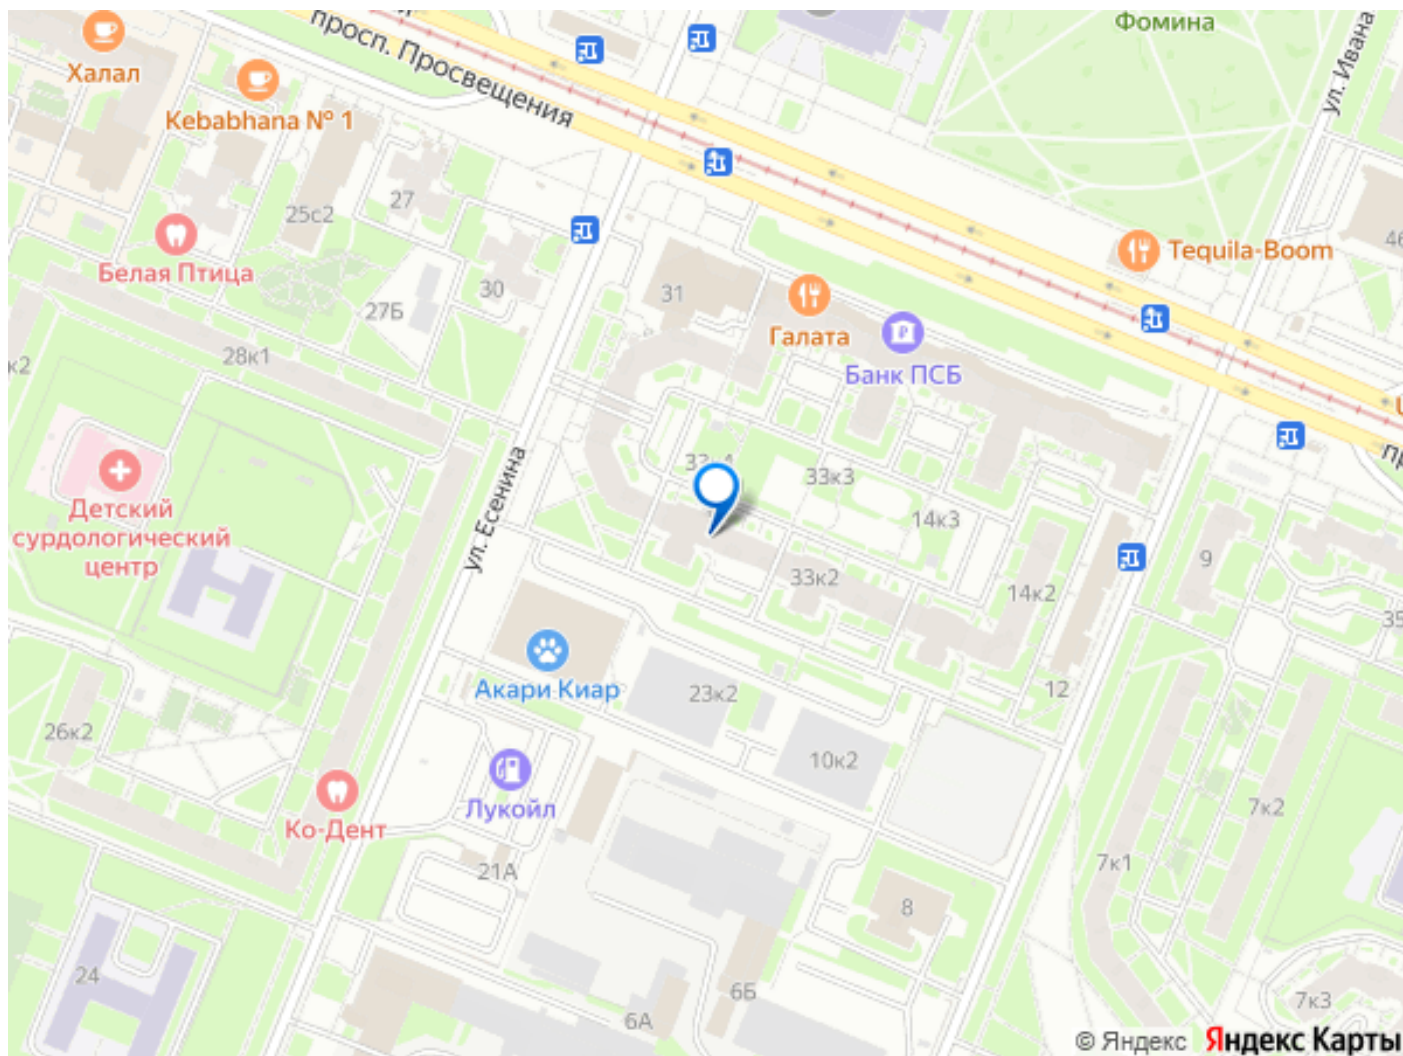 Фомина
ул. Ивана
просп. Просвещения
Халал
Kebabhana № 1
27
25с2
Белая Птица
30
27Б
31
Tequila-Boom
Галата
Банк ПСБ
28к1
к2
33к3
14к3
ул. Есенина
Детский
сурдологический
центр
33к2
14к2
9
35
12
Акари Киар
23к2
26к2
10к2
Лукойл
Ко-Дент
7к2
7к1
21А
8
24
6Б
6А
7к3
© Яндекс Яндекс Карты